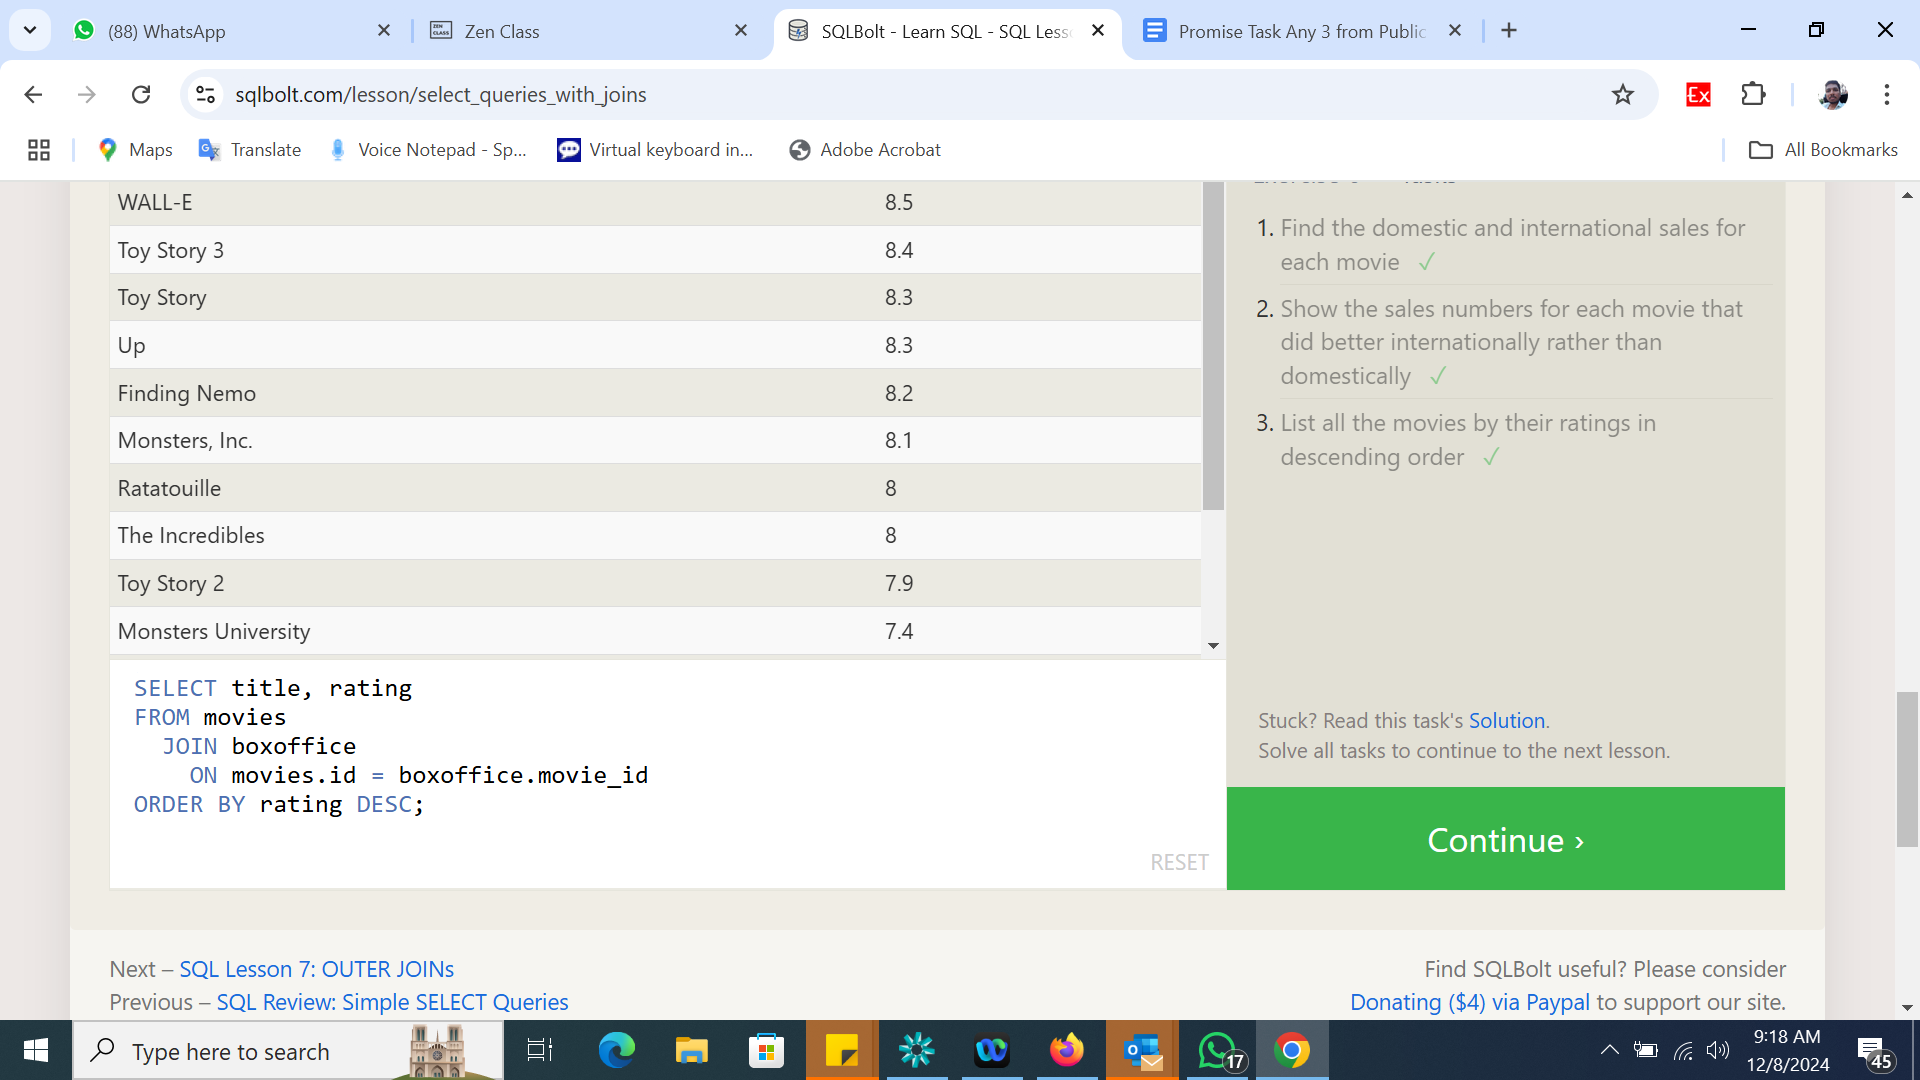 (88) WhatsApp
Zen Class
SQLBolt - Learn SQL - SQL Less
Promise Task Any 3 from Public
sqlbolt.com/lesson/select_queries_with_joins
Ex
Maps
Translate
Voice Notepad - Sp...
Virtual keyboard in...
Adobe Acrobat
All Bookmarks
WALL-E 8.5
Toy Story 3 8.4
Toy Story 8.3
Up 8.3
Finding Nemo 8.2
Monsters, Inc. 8.1
Ratatouille 8
The Incredibles 8
Toy Story 2 7.9
Monsters University 7.4
1. Find the domestic and international sales for
each movie ✓
2. Show the sales numbers for each movie that
did better internationally rather than
domestically ✓
3. List all the movies by their ratings in
descending order ✓
SELECT title, rating
FROM movies
JOIN boxoffice
ON movies.id = boxoffice.movie_id
ORDER BY rating DESC;
RESET
Stuck? Read this task's Solution.
Solve all tasks to continue to the next lesson.
Continue ›
Next – SQL Lesson 7: OUTER JOINs
Previous – SQL Review: Simple SELECT Queries
Find SQLBolt useful? Please consider
Donating ($4) via Paypal to support our site.
Type here to search
17
9:18 AM
12/8/2024
45